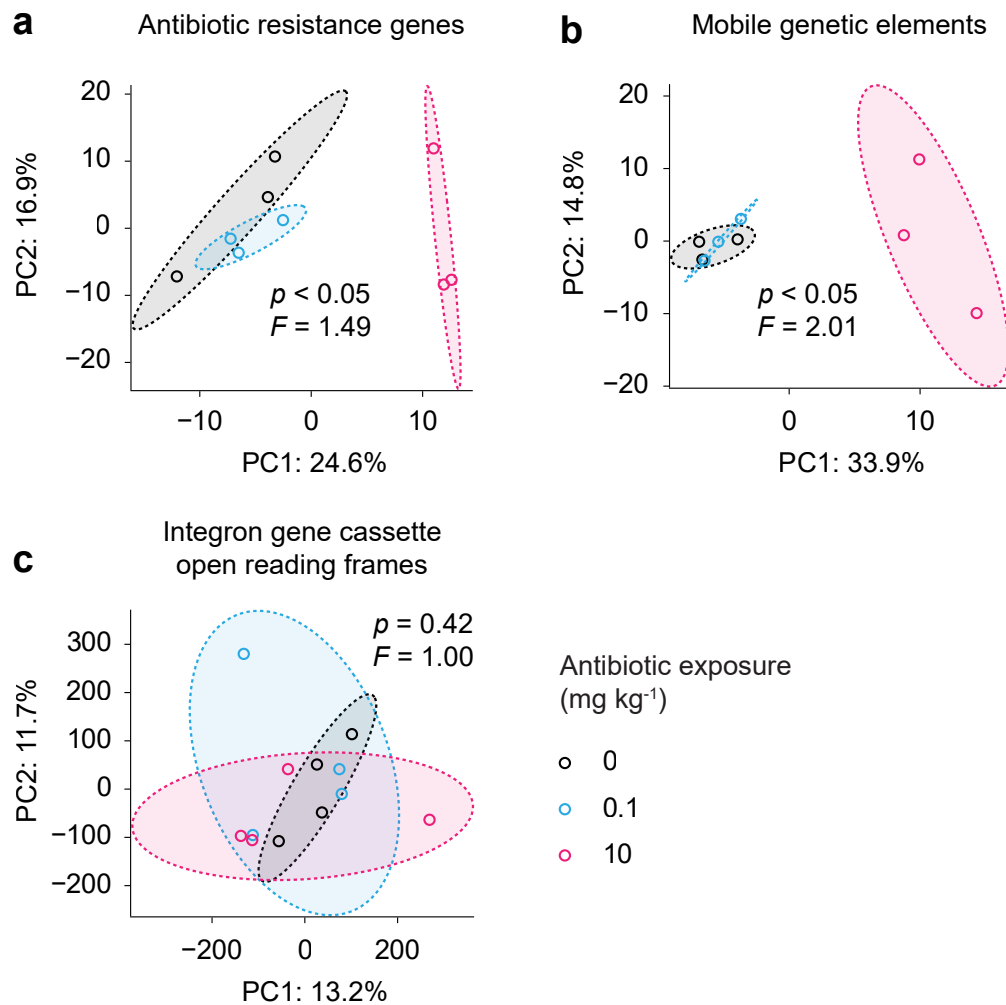 a
Antibiotic resistance genes
20
10
0
−10
−20
PC2: 16.9%
p < 0.05
F = 1.49
−10
0
10
PC1: 24.6%
b
Mobile genetic elements
20
10
0
−10
−20
PC2: 14.8%
p < 0.05
F = 2.01
0
10
PC1: 33.9%
c
Integron gene cassette
open reading frames
300
200
100
0
−100
−200
PC2: 11.7%
p = 0.42
F = 1.00
−200
0
200
PC1: 13.2%
Antibiotic exposure
(mg kg⁻¹)
0
0.1
10